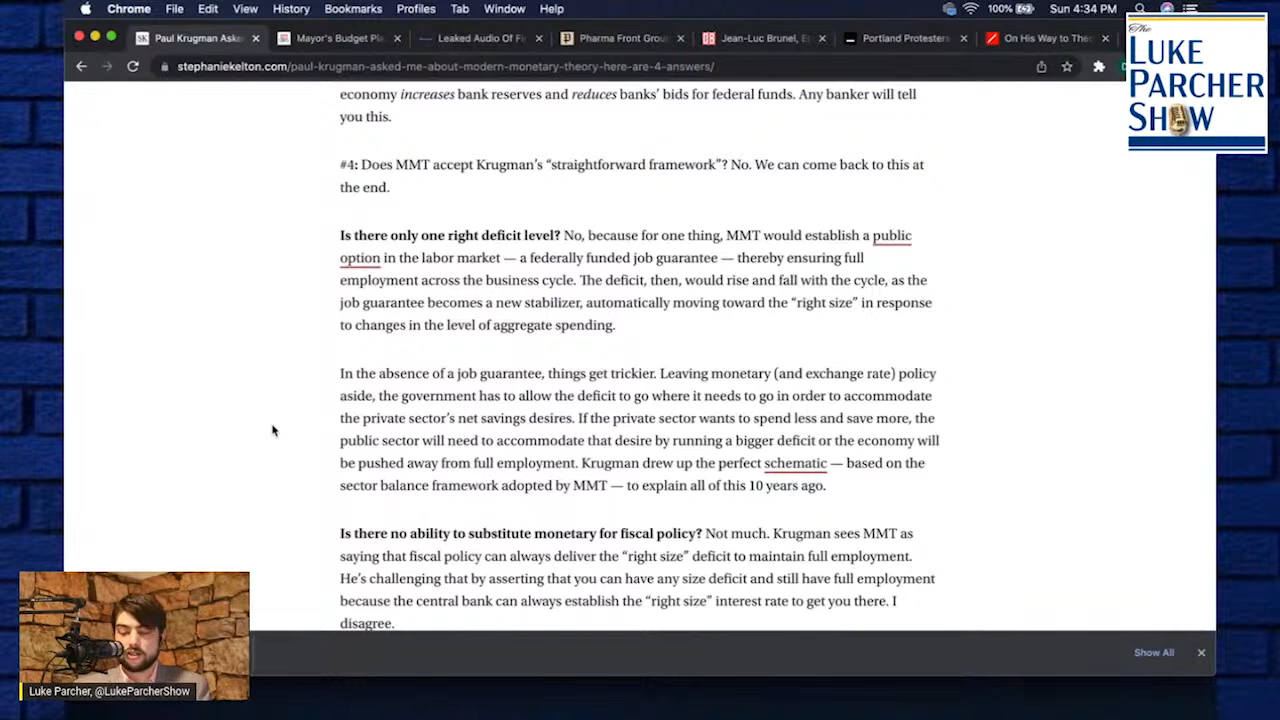 Chrome File Edit View History Bookmarks Profiles Tab Window Help 100% Sun 4:34 PM
Paul Krugman Aske Mayor's Budget Pl Leaked Audio Of Fi Pharma Front Grou Jean-Luc Brunel, E Portland Protester On His Way to The
stephaniekelton.com/paul-krugman-asked-me-about-modern-monetary-theory-here-are-4-answers/
The
LUKE
PARCHER
SHOW
economy increases bank reserves and reduces banks' bids for federal funds. Any banker will tell
you this.
#4: Does MMT accept Krugman's “straightforward framework”? No. We can come back to this at
the end.
Is there only one right deficit level? No, because for one thing, MMT would establish a public
option in the labor market — a federally funded job guarantee — thereby ensuring full
employment across the business cycle. The deficit, then, would rise and fall with the cycle, as the
job guarantee becomes a new stabilizer, automatically moving toward the “right size” in response
to changes in the level of aggregate spending.
In the absence of a job guarantee, things get trickier. Leaving monetary (and exchange rate) policy
aside, the government has to allow the deficit to go where it needs to go in order to accommodate
the private sector's net savings desires. If the private sector wants to spend less and save more, the
public sector will need to accommodate that desire by running a bigger deficit or the economy will
be pushed away from full employment. Krugman drew up the perfect schematic — based on the
sector balance framework adopted by MMT — to explain all of this 10 years ago.
Is there no ability to substitute monetary for fiscal policy? Not much. Krugman sees MMT as
saying that fiscal policy can always deliver the “right size” deficit to maintain full employment.
He's challenging that by asserting that you can have any size deficit and still have full employment
because the central bank can always establish the “right size” interest rate to get you there. I
disagree.
Show All
Luke Parcher, @LukeParcherShow